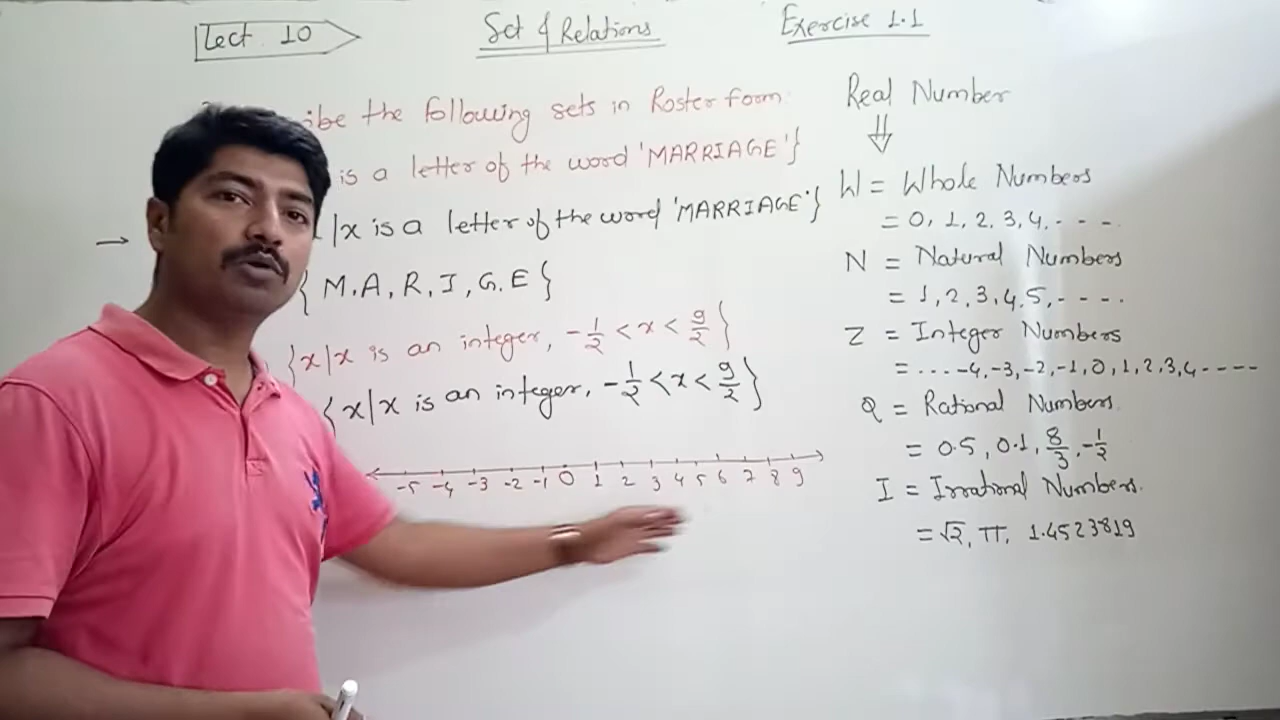 Lect. 10
Set & Relations
Exercise 1.1
ibe the following sets in Roster form.
is a letter of the word 'MARRIAGE'}
|x is a letter of the word 'MARRIAGE'}
{ M.A, R, I, G.E }
{x|x is an integer, -1/2 < x < 9/2 }
{ x|x is an integer, -1/2 < x < 9/2 }
-5 -4 -3 -2 -1 0 1 2 3 4 5 6 7 8 9
Real Number
⇓
W = Whole Numbers
= 0, 1, 2, 3, 4, - - - -.
N = Natural Numbers
= 1, 2, 3, 4, 5, - - - -.
Z = Integer Numbers
= ....-4, -3, -2, -1, 0, 1, 2, 3, 4 - - - -
Q = Rational Numbers.
= 0.5, 0.1, 8/3, -1/2
I = Irrational Numbers.
= √2, π, 1.4523819